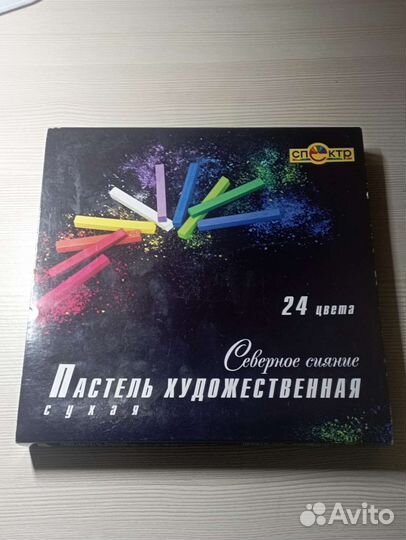 СПЕКТР
24 цвета
Северное сияние
ПАСТЕЛЬ ХУДОЖЕСТВЕННАЯ
сухая
Avito